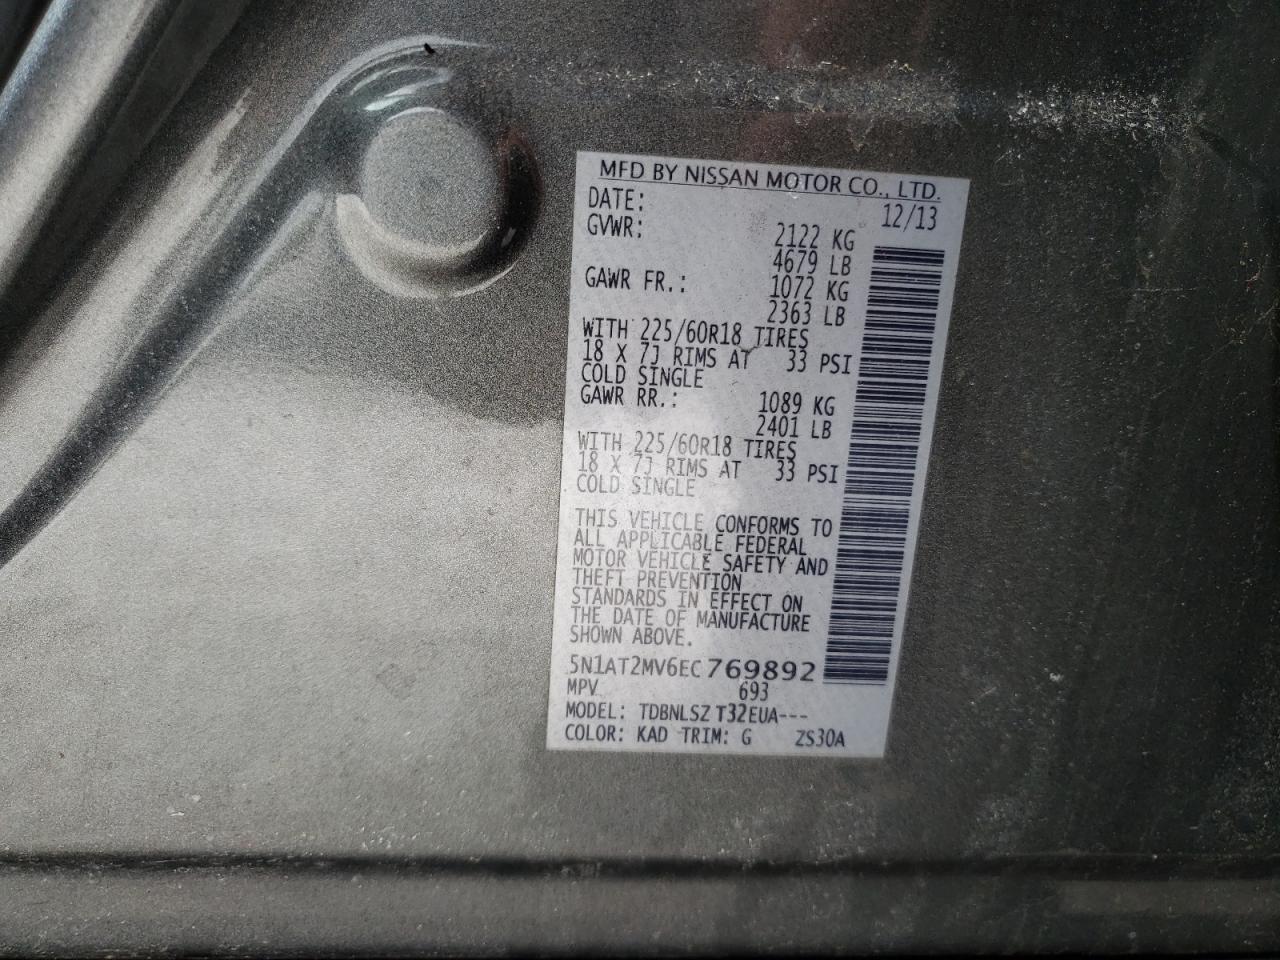 MFD BY NISSAN MOTOR CO., LTD.
DATE: 12/13
GVWR: 2122 KG
4679 LB
GAWR FR.: 1072 KG
2363 LB
WITH 225/60R18 TIRES
18 X 7J RIMS AT 33 PSI
COLD SINGLE
GAWR RR.: 1089 KG
2401 LB
WITH 225/60R18 TIRES
18 X 7J RIMS AT 33 PSI
COLD SINGLE
THIS VEHICLE CONFORMS TO
ALL APPLICABLE FEDERAL
MOTOR VEHICLE SAFETY AND
THEFT PREVENTION
STANDARDS IN EFFECT ON
THE DATE OF MANUFACTURE
SHOWN ABOVE.
5N1AT2MV6EC769892
MPV 693
MODEL: TDBNLSZ T32EUA---
COLOR: KAD TRIM: G ZS30A